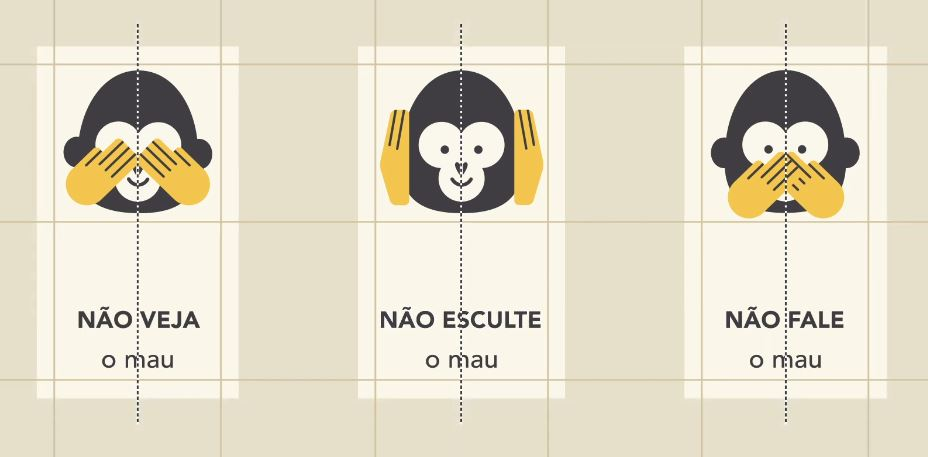 NÃO VEJA
o mau
NÃO ESCULTE
o mau
NÃO FALE
o mau